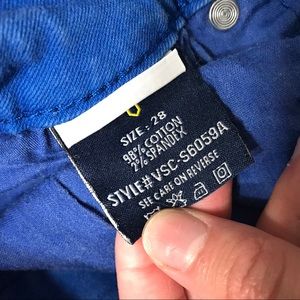 SIZE : 28
98% COTTON
2% SPANDEX
STYLE# VSC-S6059A
SEE CARE ON REVERSE